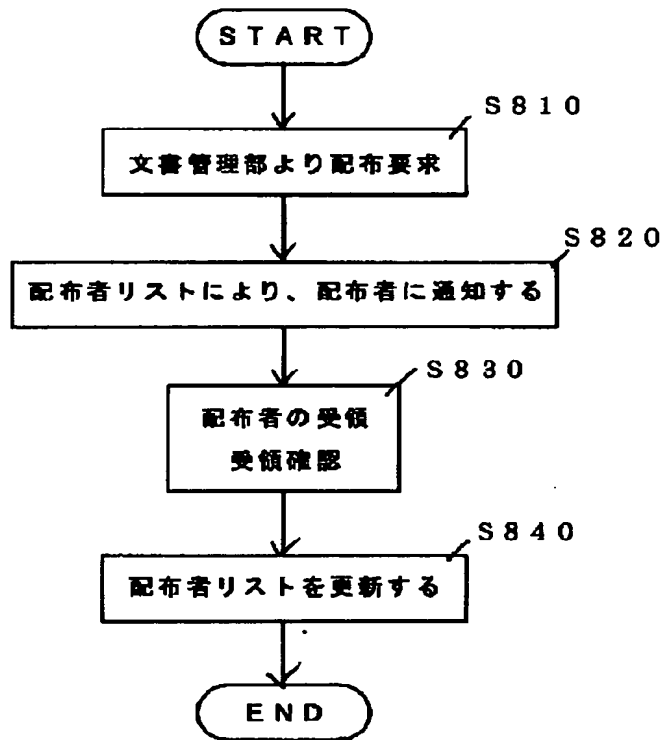 START
S810
文書管理部より配布要求
S820
配布者リストにより、配布者に通知する
S830
配布者の受領
受領確認
S840
配布者リストを更新する
END